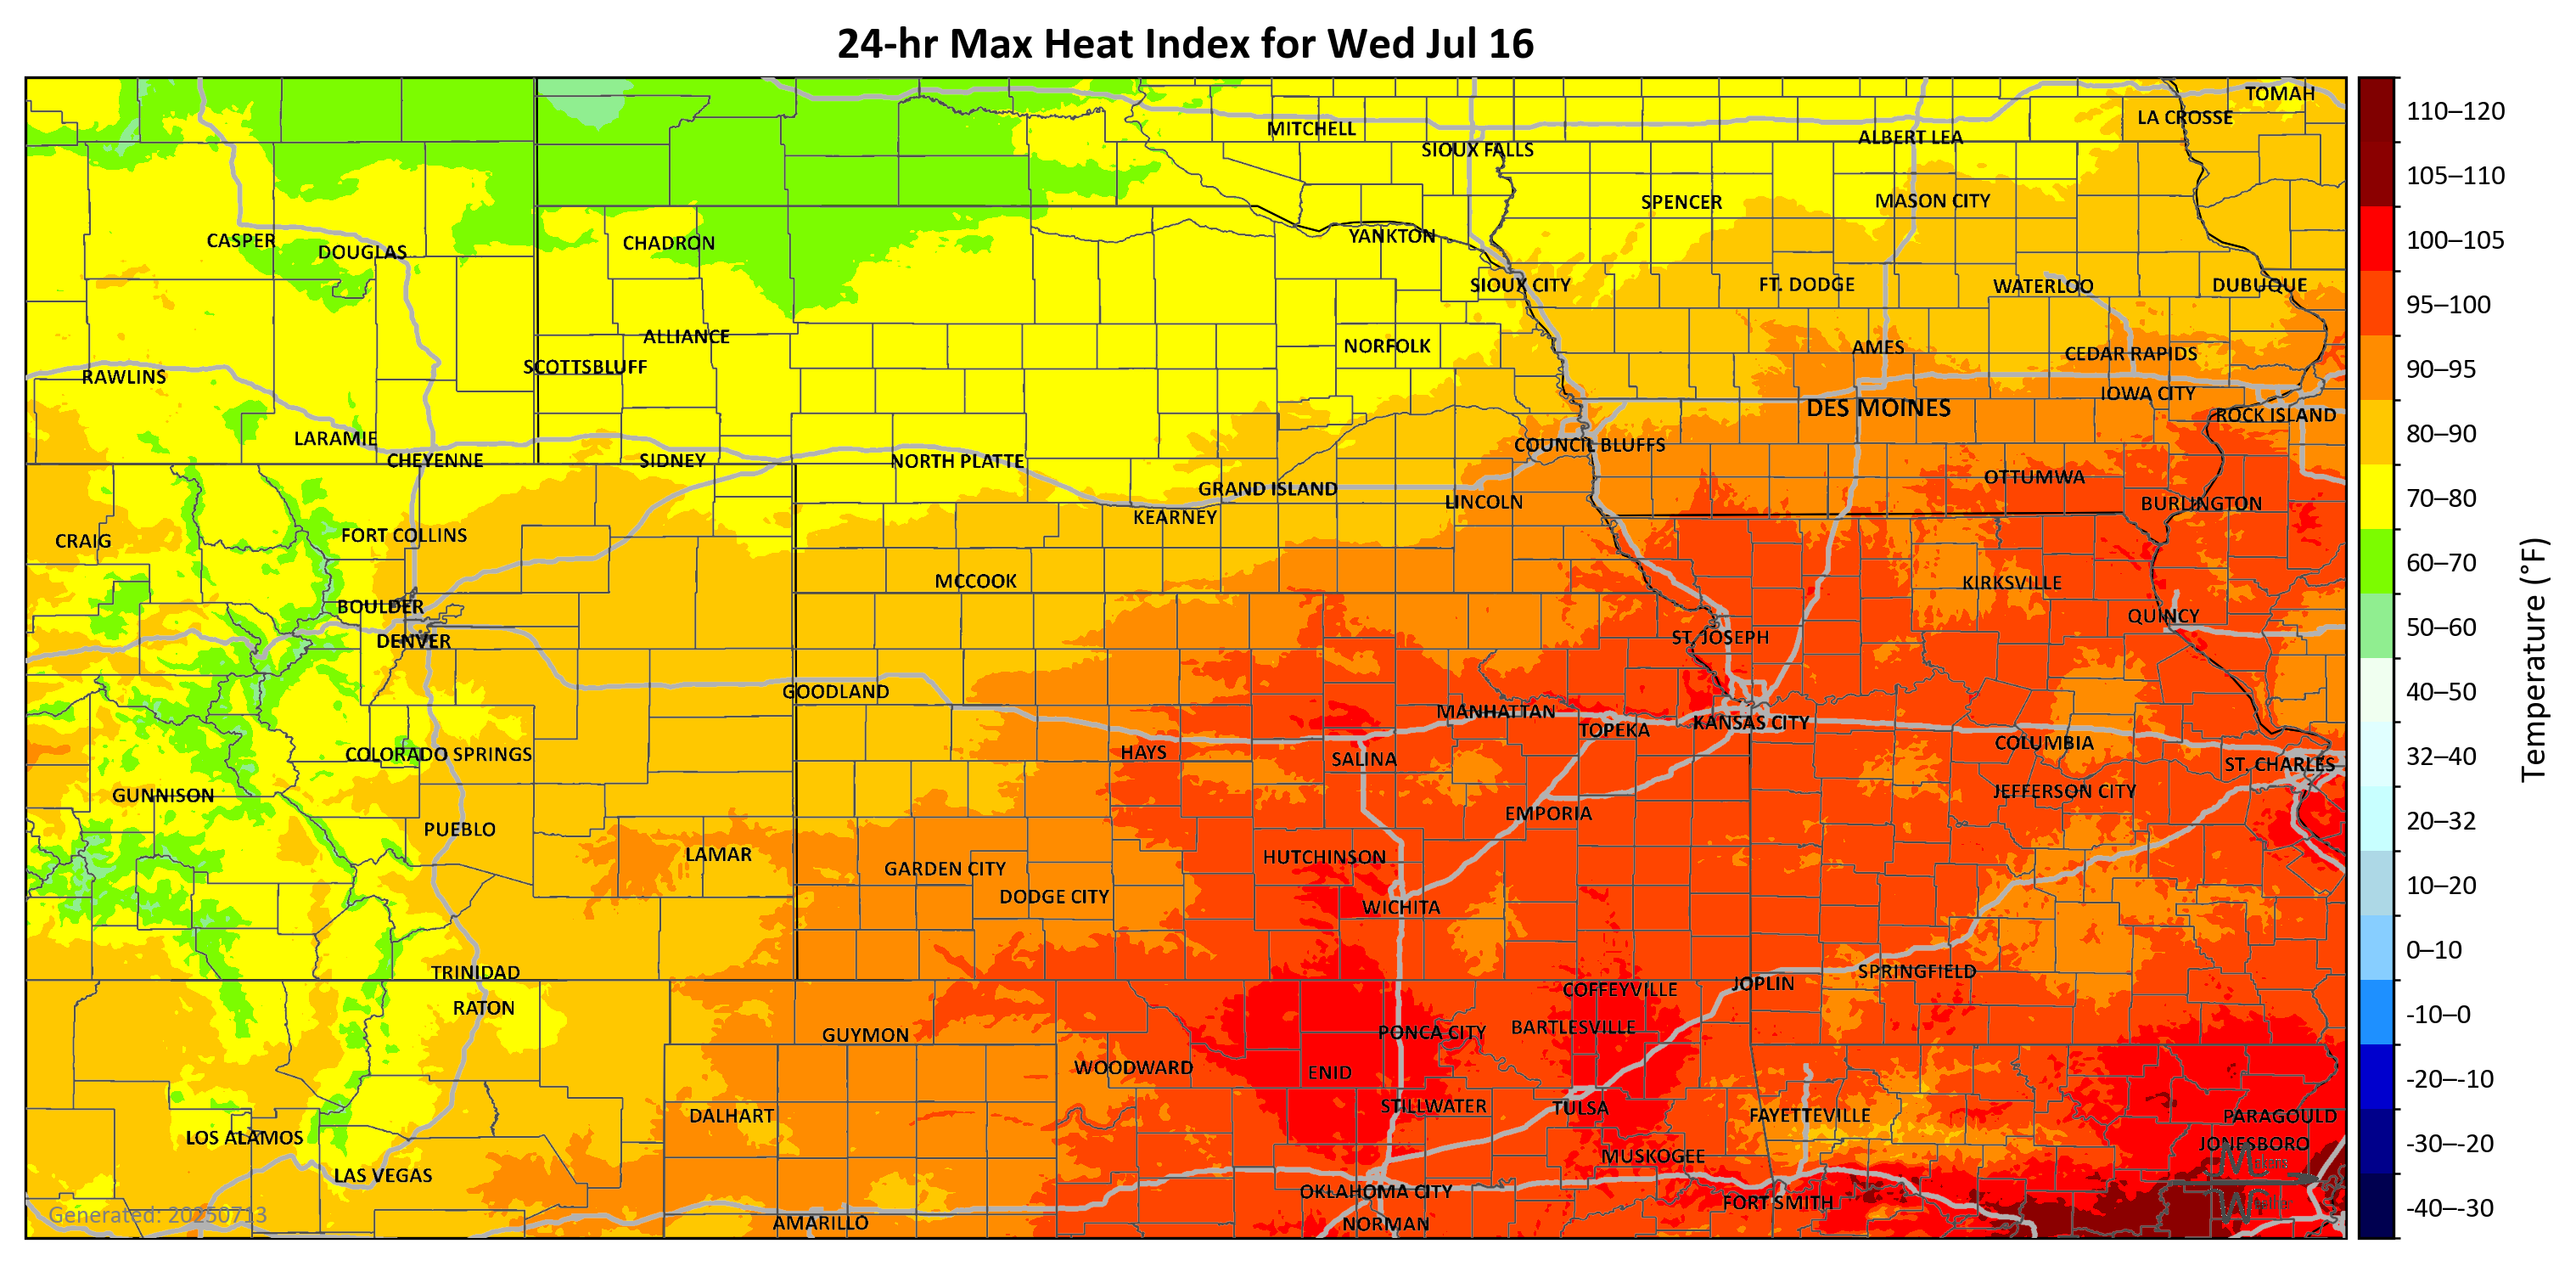 24-hr Max Heat Index for Wed Jul 16
TOMAH
LA CROSSE
MITCHELL
ALBERT LEA
SIOUX FALLS
SPENCER
MASON CITY
CASPER
DOUGLAS
CHADRON
YANKTON
SIOUX CITY
FT. DODGE
WATERLOO
DUBUQUE
ALLIANCE
NORFOLK
AMES
CEDAR RAPIDS
SCOTTSBLUFF
RAWLINS
IOWA CITY
DES MOINES
ROCK ISLAND
LARAMIE
COUNCIL BLUFFS
CHEYENNE
SIDNEY
NORTH PLATTE
OTTUMWA
GRAND ISLAND
LINCOLN
BURLINGTON
KEARNEY
FORT COLLINS
CRAIG
MCCOOK
KIRKSVILLE
BOULDER
QUINCY
DENVER
ST. JOSEPH
GOODLAND
MANHATTAN
KANSAS CITY
TOPEKA
COLUMBIA
HAYS
COLORADO SPRINGS
SALINA
ST. CHARLES
GUNNISON
JEFFERSON CITY
EMPORIA
PUEBLO
LAMAR
HUTCHINSON
GARDEN CITY
DODGE CITY
WICHITA
TRINIDAD
SPRINGFIELD
JOPLIN
COFFEYVILLE
RATON
BARTLESVILLE
PONCA CITY
GUYMON
WOODWARD
ENID
STILLWATER
TULSA
DALHART
FAYETTEVILLE
PARAGOULD
LOS ALAMOS
JONESBORO
MUSKOGEE
LAS VEGAS
OKLAHOMA CITY
FORT SMITH
AMARILLO
NORMAN
Generated: 20250713
110–120
105–110
100–105
95–100
90–95
80–90
70–80
60–70
50–60
40–50
32–40
20–32
10–20
0–10
-10–0
-20–-10
-30–-20
-40–-30
Temperature (°F)